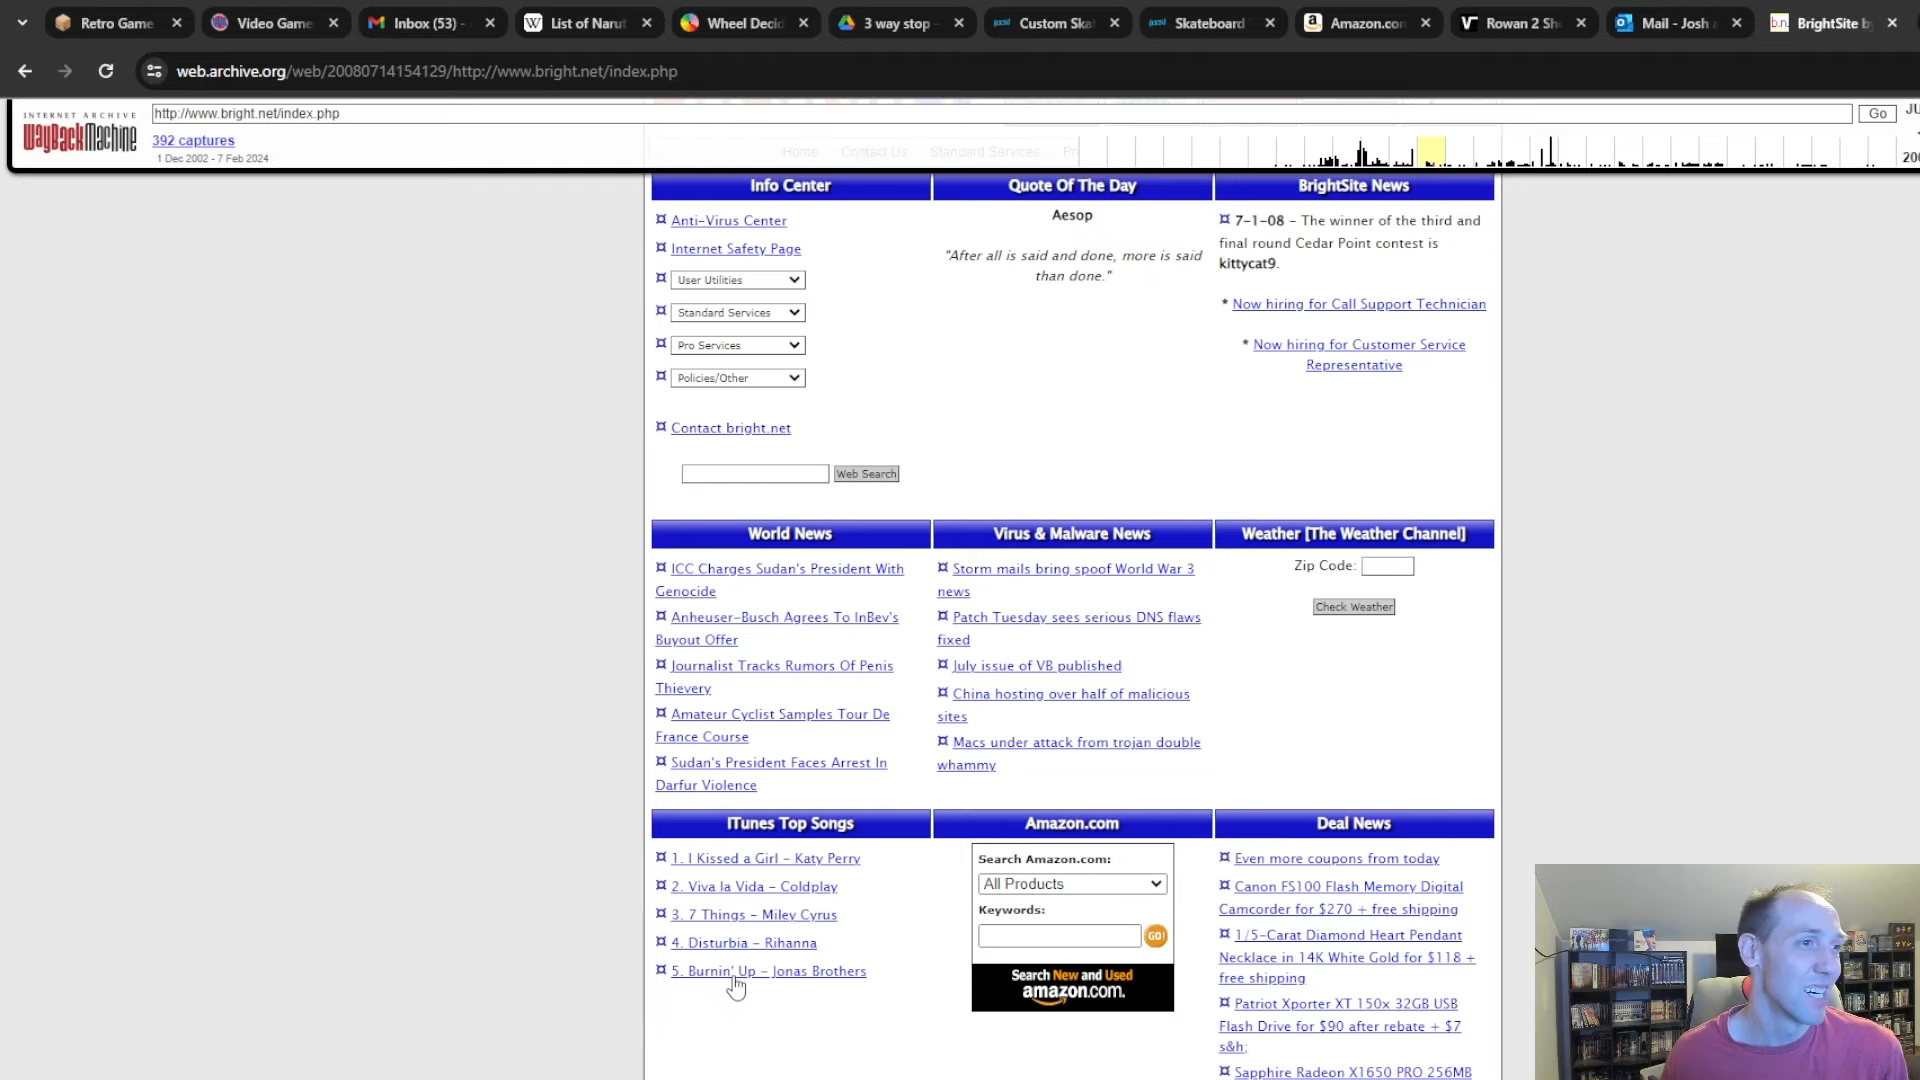 Retro Game
Video Game
Inbox (53) -
List of Narut
Wheel Decid
3 way stop -
Custom Skat
Skateboard
Amazon.con
Rowan 2 Sho
Mail - Josh
BrightSite by
web.archive.org/web/20080714154129/http://www.bright.net/index.php
INTERNET ARCHIVE
WayBackMachine
http://www.bright.net/index.php
Go
392 captures
1 Dec 2002 - 7 Feb 2024
Home Contact Us Standard Services Pr
Info Center
Anti-Virus Center
Internet Safety Page
User Utilities
Standard Services
Pro Services
Policies/Other
Contact bright.net
Web Search
Quote Of The Day
Aesop
"After all is said and done, more is said
than done."
BrightSite News
7-1-08 - The winner of the third and
final round Cedar Point contest is
kittycat9.
* Now hiring for Call Support Technician
* Now hiring for Customer Service
Representative
World News
ICC Charges Sudan's President With
Genocide
Anheuser-Busch Agrees To InBev's
Buyout Offer
Journalist Tracks Rumors Of Penis
Thievery
Amateur Cyclist Samples Tour De
France Course
Sudan's President Faces Arrest In
Darfur Violence
Virus & Malware News
Storm mails bring spoof World War 3
news
Patch Tuesday sees serious DNS flaws
fixed
July issue of VB published
China hosting over half of malicious
sites
Macs under attack from trojan double
whammy
Weather [The Weather Channel]
Zip Code:
Check Weather
ITunes Top Songs
1. I Kissed a Girl - Katy Perry
2. Viva la Vida - Coldplay
3. 7 Things - Miley Cyrus
4. Disturbia - Rihanna
5. Burnin' Up - Jonas Brothers
Amazon.com
Search Amazon.com:
All Products
Keywords:
GO!
Search New and Used
amazon.com.
Deal News
Even more coupons from today
Canon FS100 Flash Memory Digital
Camcorder for $270 + free shipping
1/5-Carat Diamond Heart Pendant
Necklace in 14K White Gold for $118 +
free shipping
Patriot Xporter XT 150x 32GB USB
Flash Drive for $90 after rebate + $7
s&h;
Sapphire Radeon X1650 PRO 256MB